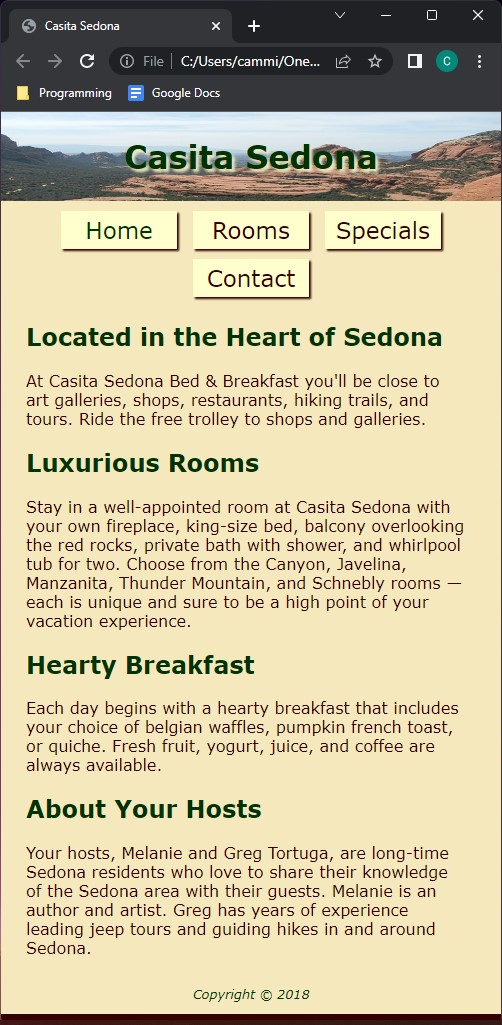 Casita Sedona
File | C:/Users/cammi/One...
C
Programming Google Docs
Casita Sedona
Home Rooms Specials
Contact
Located in the Heart of Sedona
At Casita Sedona Bed & Breakfast you'll be close to
art galleries, shops, restaurants, hiking trails, and
tours. Ride the free trolley to shops and galleries.
Luxurious Rooms
Stay in a well-appointed room at Casita Sedona with
your own fireplace, king-size bed, balcony overlooking
the red rocks, private bath with shower, and whirlpool
tub for two. Choose from the Canyon, Javelina,
Manzanita, Thunder Mountain, and Schnebly rooms —
each is unique and sure to be a high point of your
vacation experience.
Hearty Breakfast
Each day begins with a hearty breakfast that includes
your choice of belgian waffles, pumpkin french toast,
or quiche. Fresh fruit, yogurt, juice, and coffee are
always available.
About Your Hosts
Your hosts, Melanie and Greg Tortuga, are long-time
Sedona residents who love to share their knowledge
of the Sedona area with their guests. Melanie is an
author and artist. Greg has years of experience
leading jeep tours and guiding hikes in and around
Sedona.
Copyright © 2018